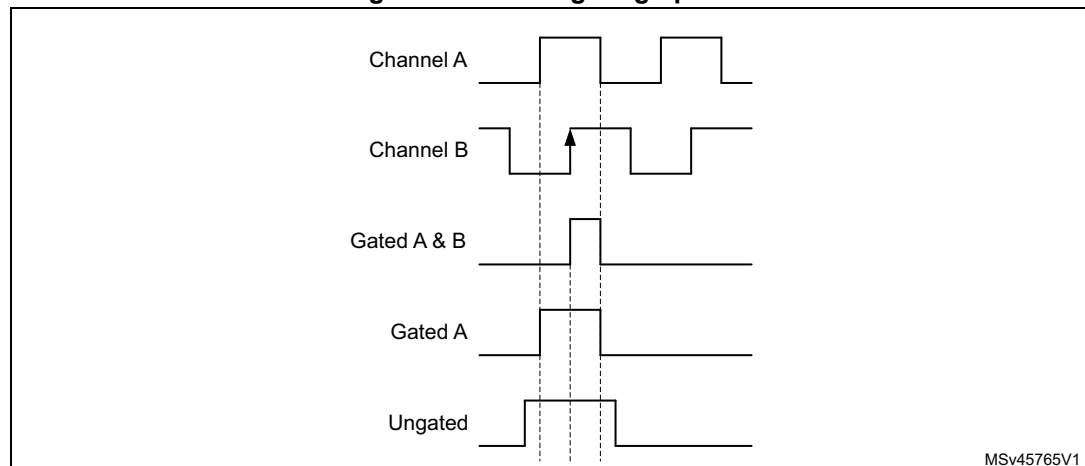 Channel A
Channel B
Gated A & B
Gated A
Ungated
MSv45765V1